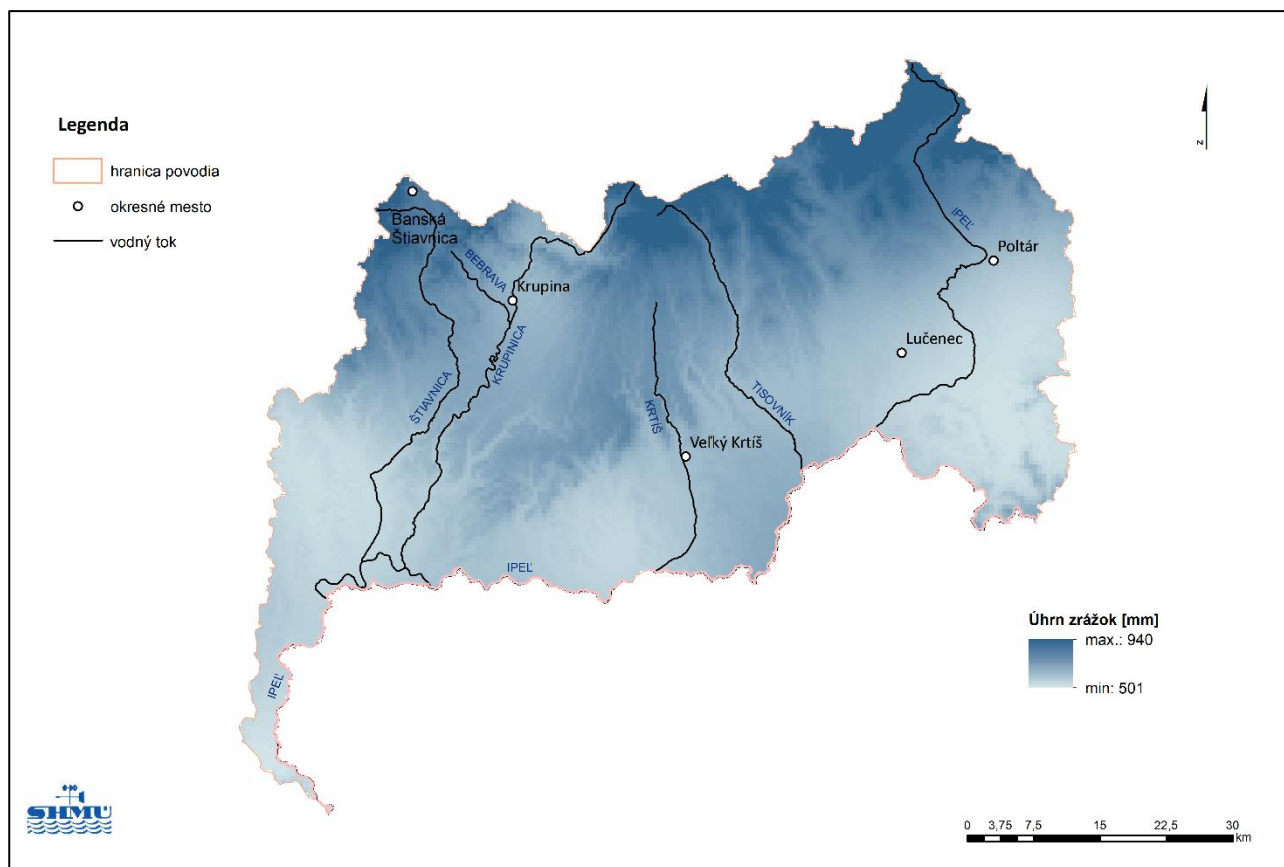 Legenda
hranica povodia
okresné mesto
vodný tok
z
Banská
Štiavnica
BEBRAVA
Krupina
KRUPINICA
ŠTIAVNICA
KRTÍŠ
Veľký Krtíš
TISOVNÍK
IPEĽ
Poltár
Lučenec
IPEĽ
IPEĽ
Úhrn zrážok [mm]
max.: 940
min: 501
SHMÚ
0 3,75 7,5 15 22,5 30
km